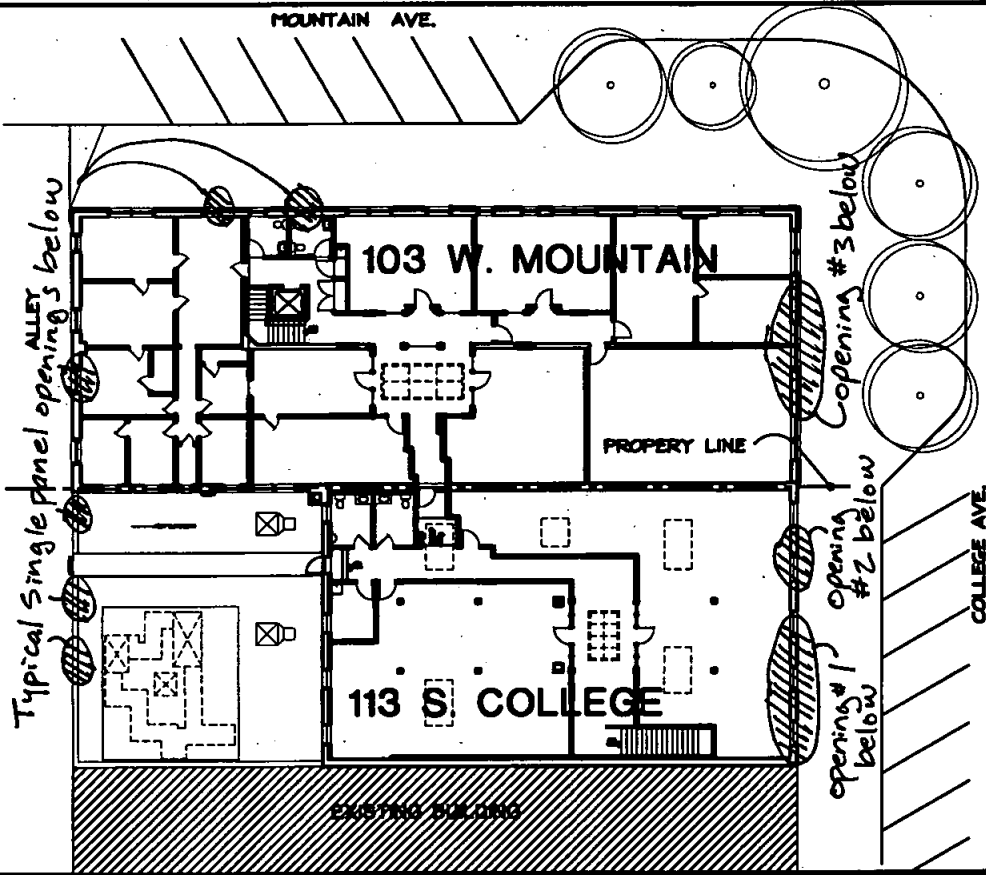 MOUNTAIN AVE.
ALLEY
Typical Single panel openings below
103 W. MOUNTAIN
opening #3 below
PROPERY LINE
opening
#2 below
COLLEGE AVE.
113 S. COLLEGE
opening #1
below
EXISTING BUILDING